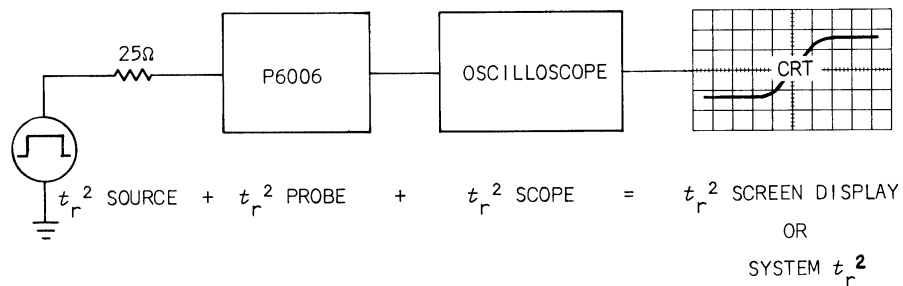 25Ω
P6006
OSCILLOSCOPE
CRT
t_r² SOURCE + t_r² PROBE + t_r² SCOPE = t_r² SCREEN DISPLAY
OR
SYSTEM t_r²